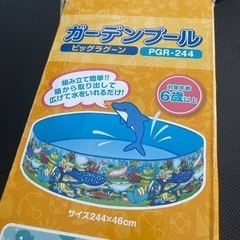 ガーデンプール
ビッグラグーン
PGR-244
組み立て簡単!!
箱から取り出して
広げて水をいれるだけ!
対象年齢
6歳以上
サイズ244×46cm